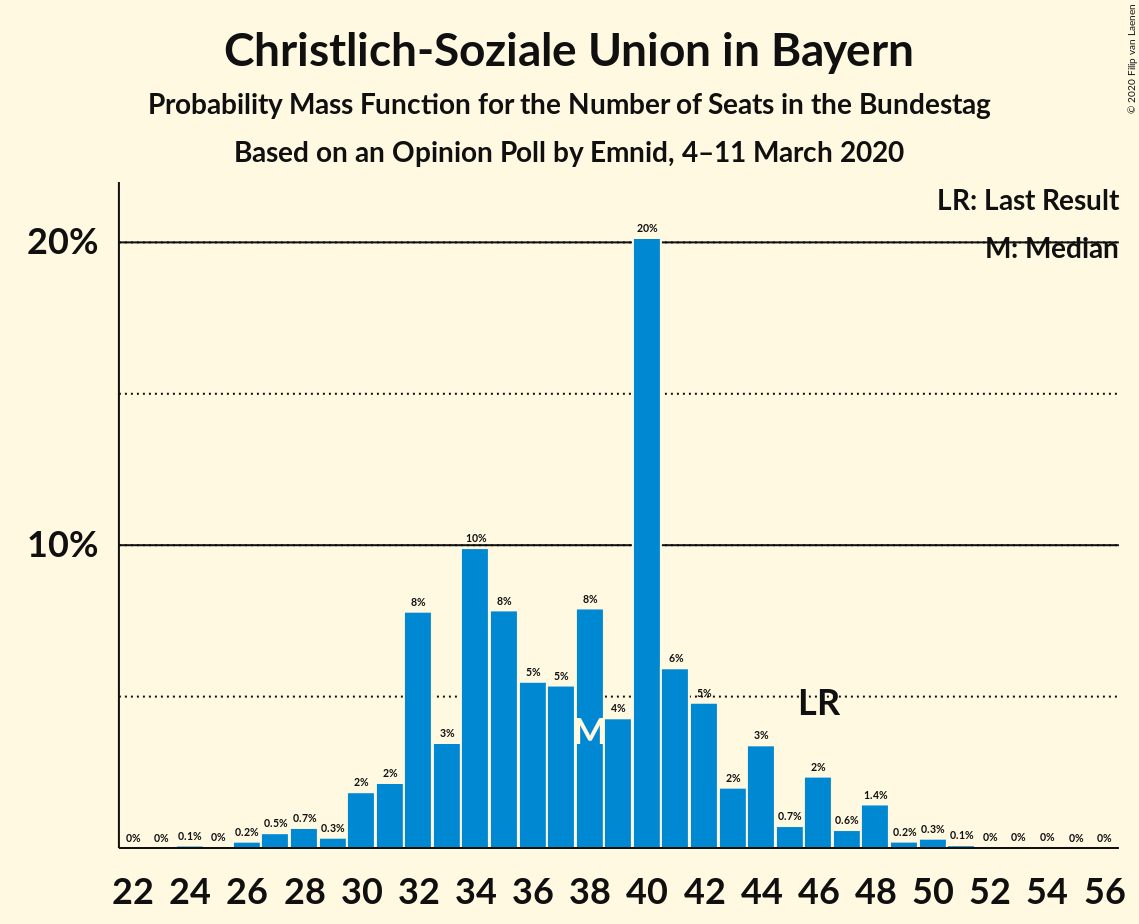 Christlich-Soziale Union in Bayern
Probability Mass Function for the Number of Seats in the Bundestag
Based on an Opinion Poll by Emnid, 4–11 March 2020
© 2020 Filip van Laenen
LR: Last Result
M: Median
20%
10%
0% 0% 0.1% 0% 0.2% 0.5% 0.7% 0.3% 2% 2% 8% 3% 10% 8% 5% 5% 8% 4% 20% 6% 5% 2% 3% 0.7% 2% 0.6% 1.4% 0.2% 0.3% 0.1% 0% 0% 0% 0% 0%
M
LR
22 24 26 28 30 32 34 36 38 40 42 44 46 48 50 52 54 56